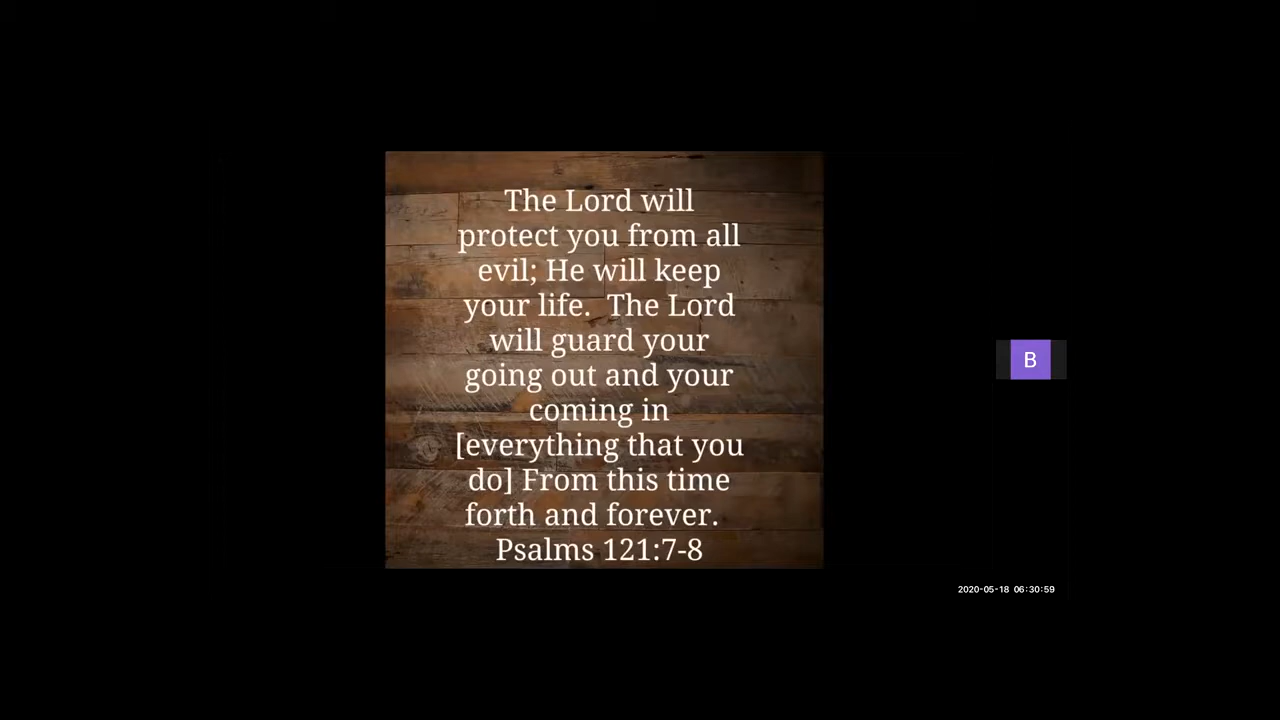 The Lord will
protect you from all
evil; He will keep
your life.  The Lord
will guard your
going out and your
coming in
[everything that you
do] From this time
forth and forever.
Psalms 121:7-8
B
2020-05-18 06:30:59